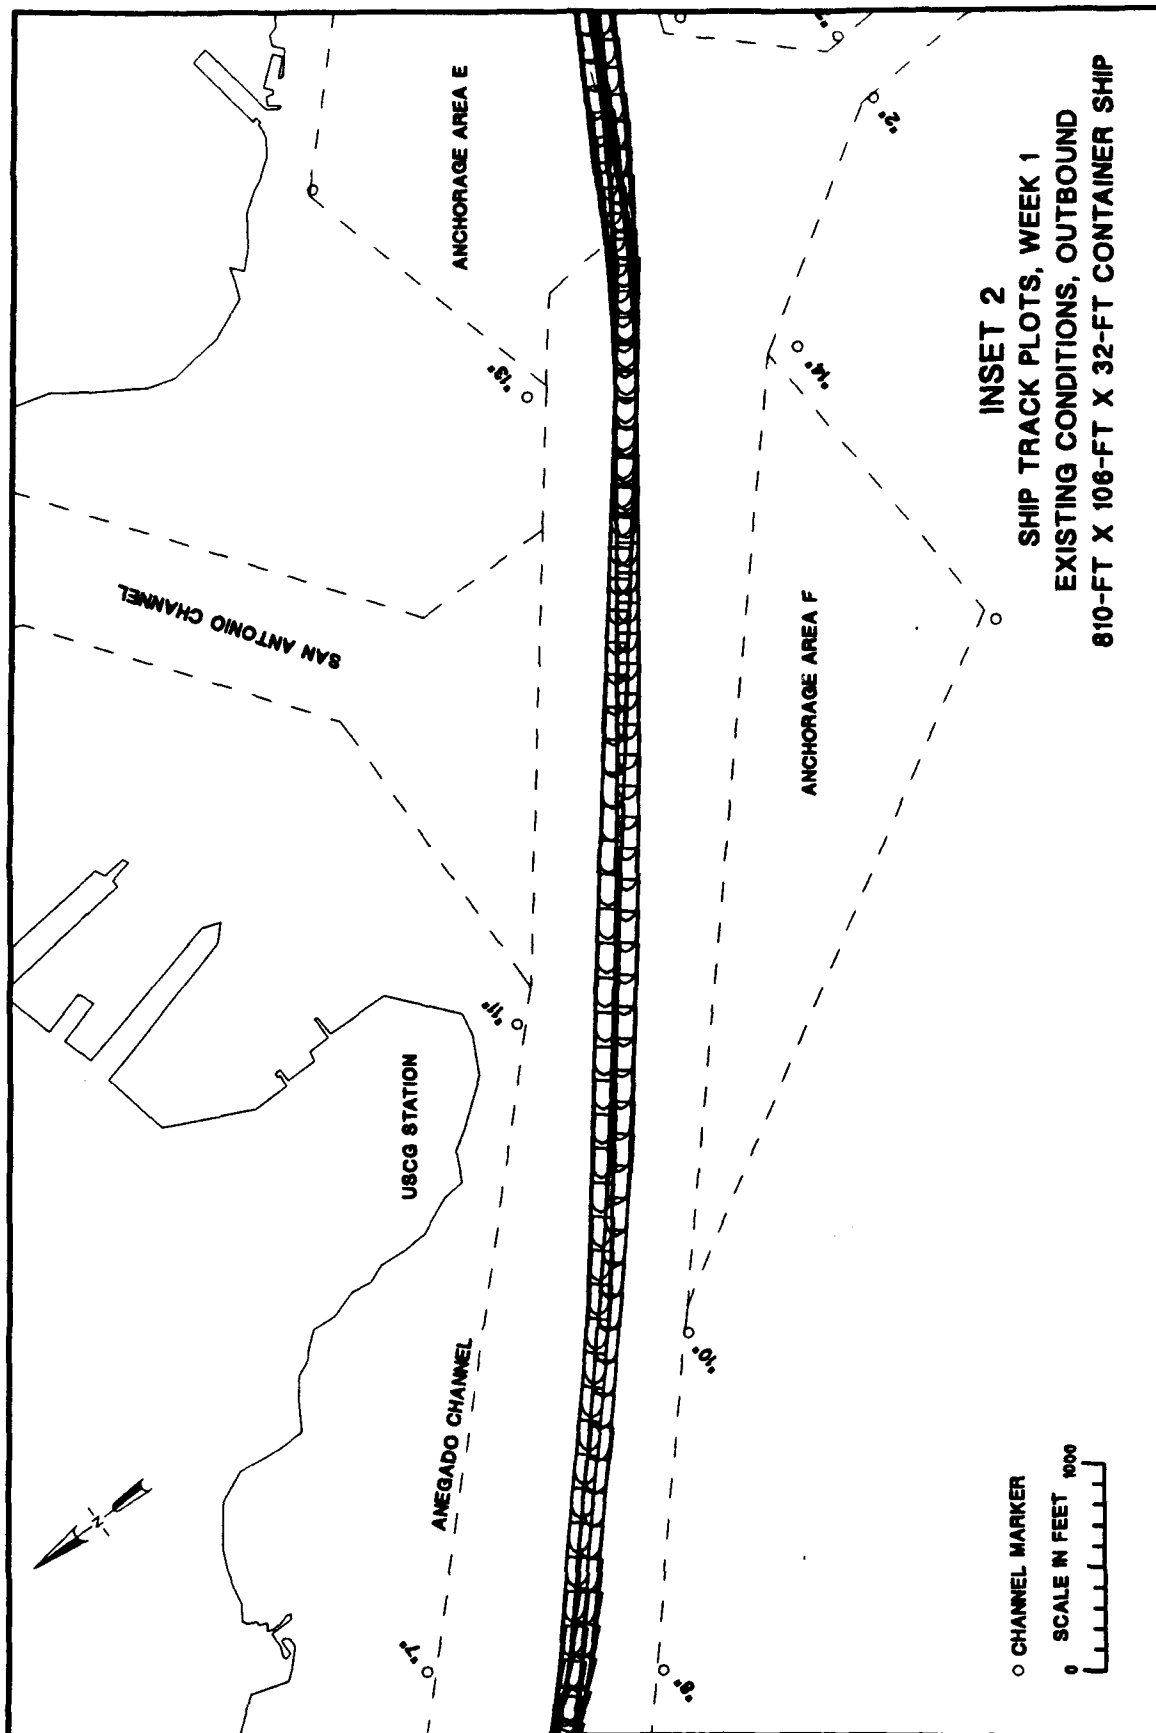 ANCHORAGE AREA E
"13"
SAN ANTONIO CHANNEL
"11"
USCG STATION
ANEGADO CHANNEL
"7"
N
"2"
"14"
ANCHORAGE AREA F
"10"
INSET 2
SHIP TRACK PLOTS, WEEK 1
EXISTING CONDITIONS, OUTBOUND
810-FT X 106-FT X 32-FT CONTAINER SHIP
CHANNEL MARKER
SCALE IN FEET
0 1000